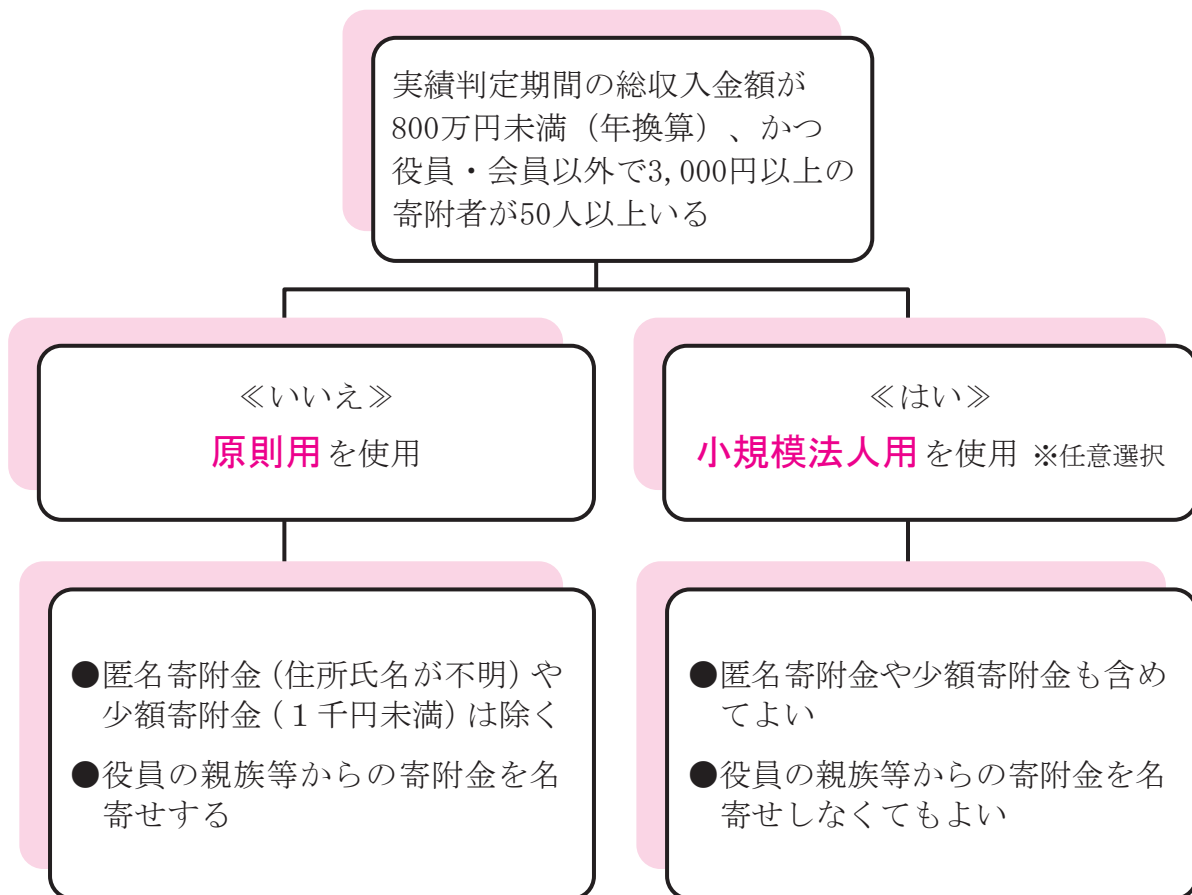 実績判定期間の総収入金額が
800万円未満（年換算）、かつ
役員・会員以外で3,000円以上の
寄附者が50人以上いる
≪いいえ≫
原則用を使用
≪はい≫
小規模法人用を使用 ※任意選択
●匿名寄附金（住所氏名が不明）や
少額寄附金（１千円未満）は除く
●役員の親族等からの寄附金を名
寄せする
●匿名寄附金や少額寄附金も含め
てよい
●役員の親族等からの寄附金を名
寄せしなくてもよい